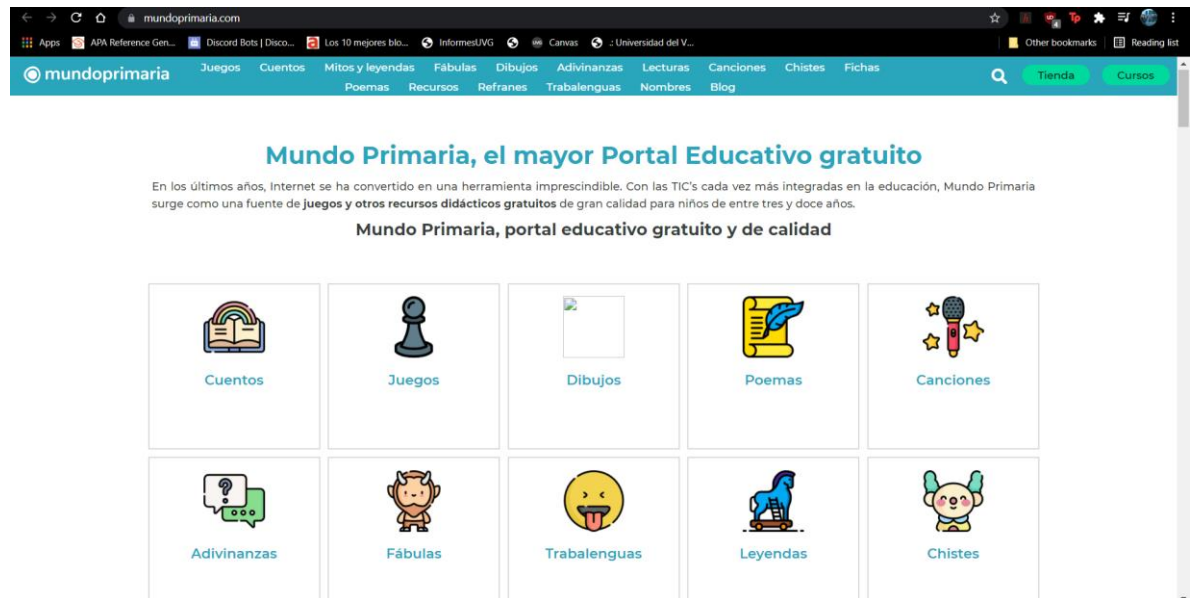 mundoprimaria.com
Apps APA Reference Gen... Discord Bots | Disco... Los 10 mejores blo... InformesUVG Canvas .: Universidad del V... Other bookmarks Reading list
mundoprimaria Juegos Cuentos Mitos y leyendas Fábulas Dibujos Adivinanzas Lecturas Canciones Chistes Fichas Tienda Cursos
Poemas Recursos Refranes Trabalenguas Nombres Blog
Mundo Primaria, el mayor Portal Educativo gratuito
En los últimos años, Internet se ha convertido en una herramienta imprescindible. Con las TIC's cada vez más integradas en la educación, Mundo Primaria
surge como una fuente de juegos y otros recursos didácticos gratuitos de gran calidad para niños de entre tres y doce años.
Mundo Primaria, portal educativo gratuito y de calidad
Cuentos Juegos Dibujos Poemas Canciones
Adivinanzas Fábulas Trabalenguas Leyendas Chistes